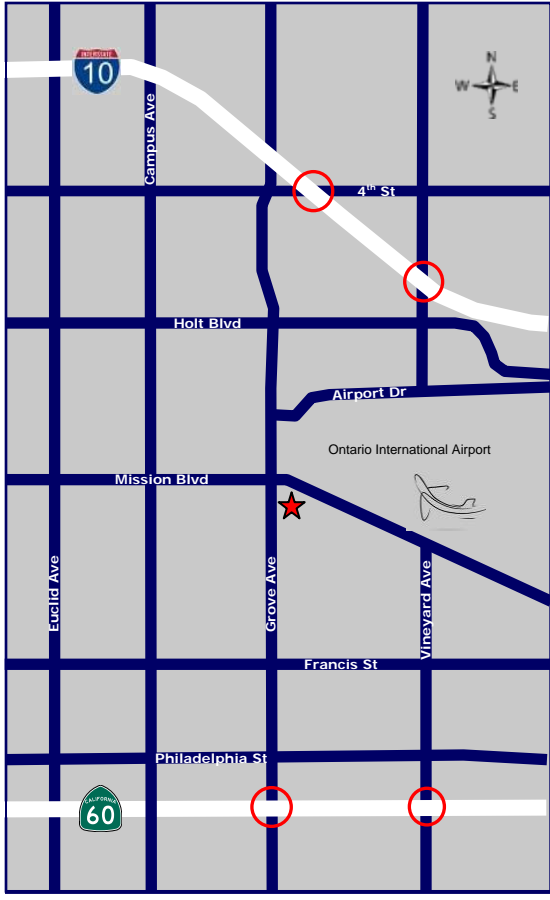 INTERSTATE
10
N
W E
S
Campus Ave
4th St
Holt Blvd
Airport Dr
Ontario International Airport
Mission Blvd
Euclid Ave
Grove Ave
Vineyard Ave
Francis St
Philadelphia St
CALIFORNIA
60